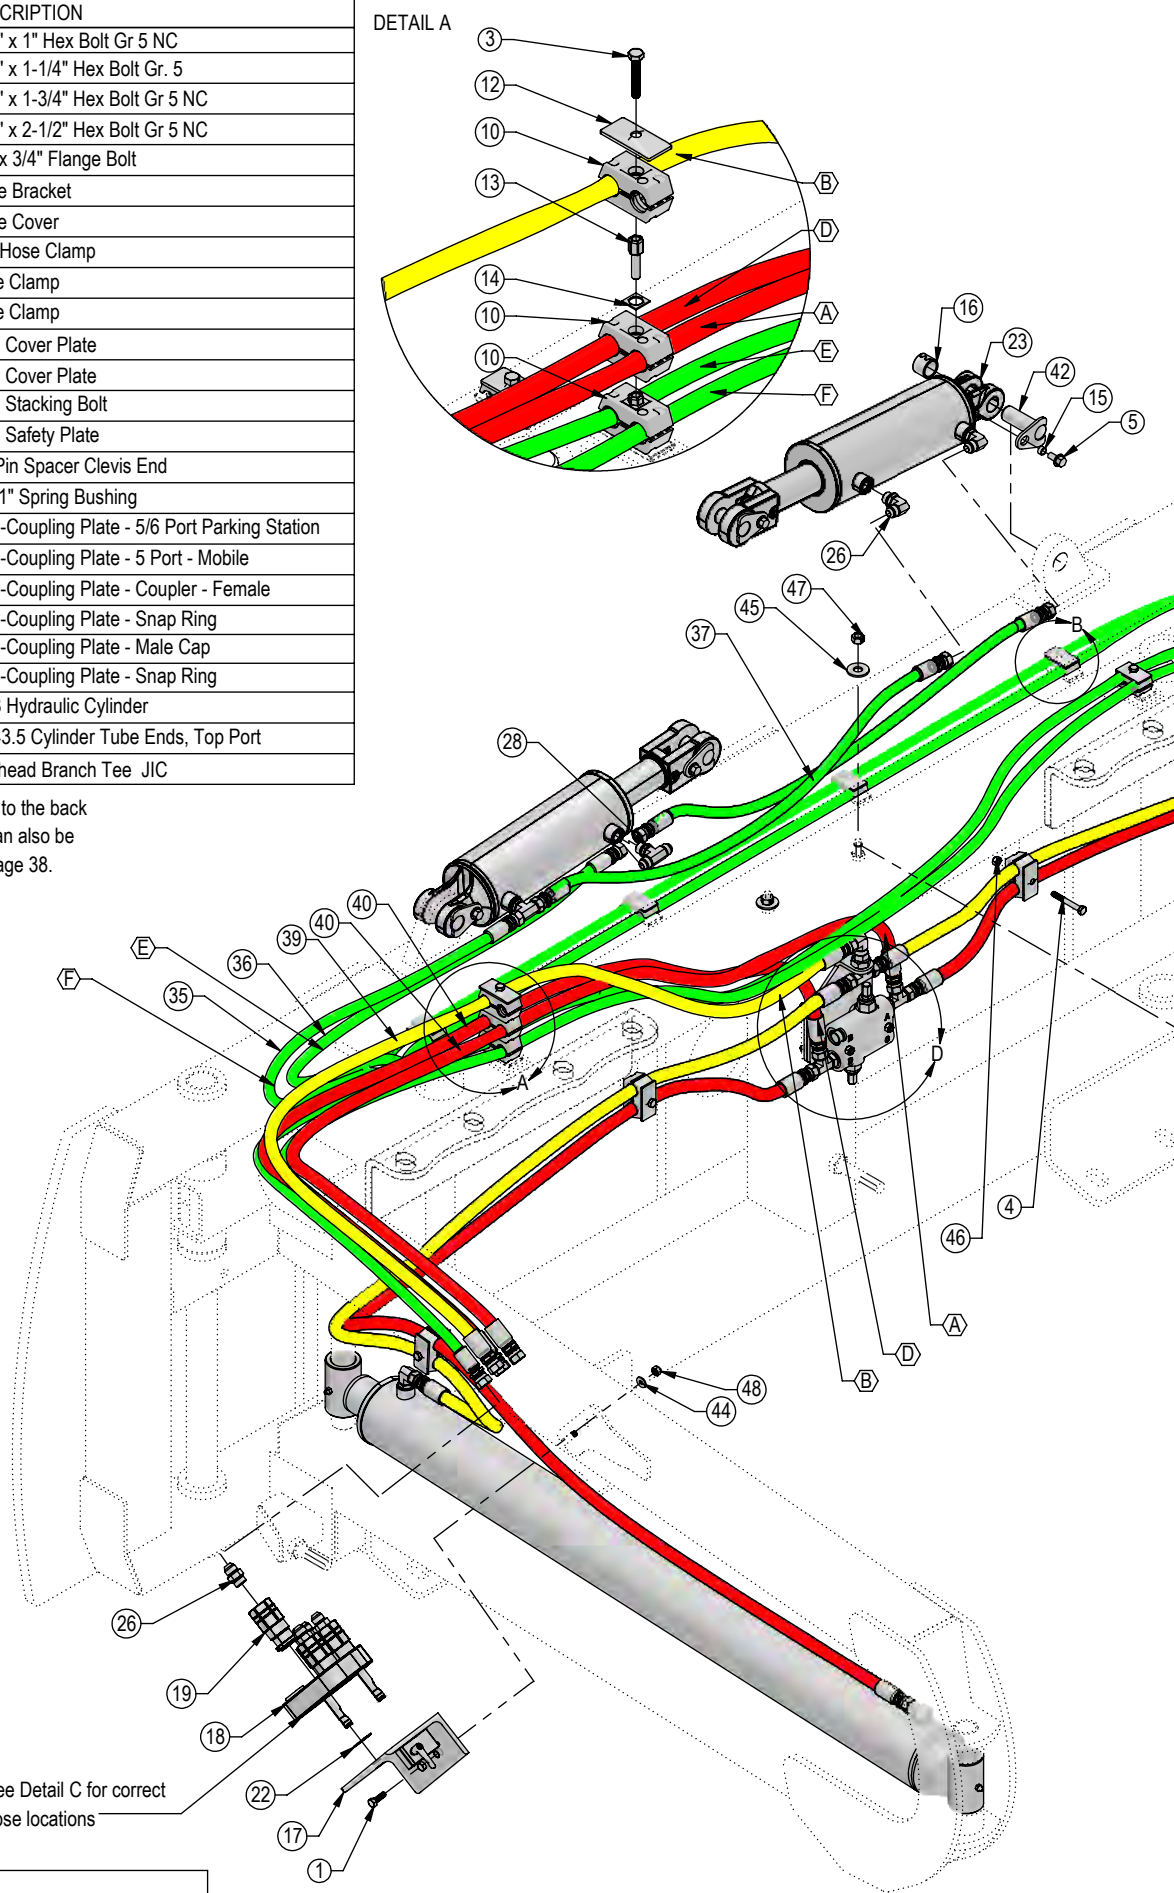 CRIPTION
" x 1" Hex Bolt Gr 5 NC
" x 1-1/4" Hex Bolt Gr. 5
" x 1-3/4" Hex Bolt Gr 5 NC
" x 2-1/2" Hex Bolt Gr 5 NC
x 3/4" Flange Bolt
e Bracket
e Cover
Hose Clamp
e Clamp
e Clamp
Cover Plate
Cover Plate
Stacking Bolt
Safety Plate
Pin Spacer Clevis End
1" Spring Bushing
-Coupling Plate - 5/6 Port Parking Station
-Coupling Plate - 5 Port - Mobile
-Coupling Plate - Coupler - Female
-Coupling Plate - Snap Ring
-Coupling Plate - Male Cap
-Coupling Plate - Snap Ring
Hydraulic Cylinder
3.5 Cylinder Tube Ends, Top Port
head Branch Tee JIC
to the back
an also be
age 38.
DETAIL A
3
12
10
13
14
10
10
B
D
A
E
F
16
23
42
15
5
26
47
45
37
B
28
40
39
40
E
36
F
35
A
D
46
4
A
D
B
48
44
26
19
18
22
17
1
ee Detail C for correct
ose locations